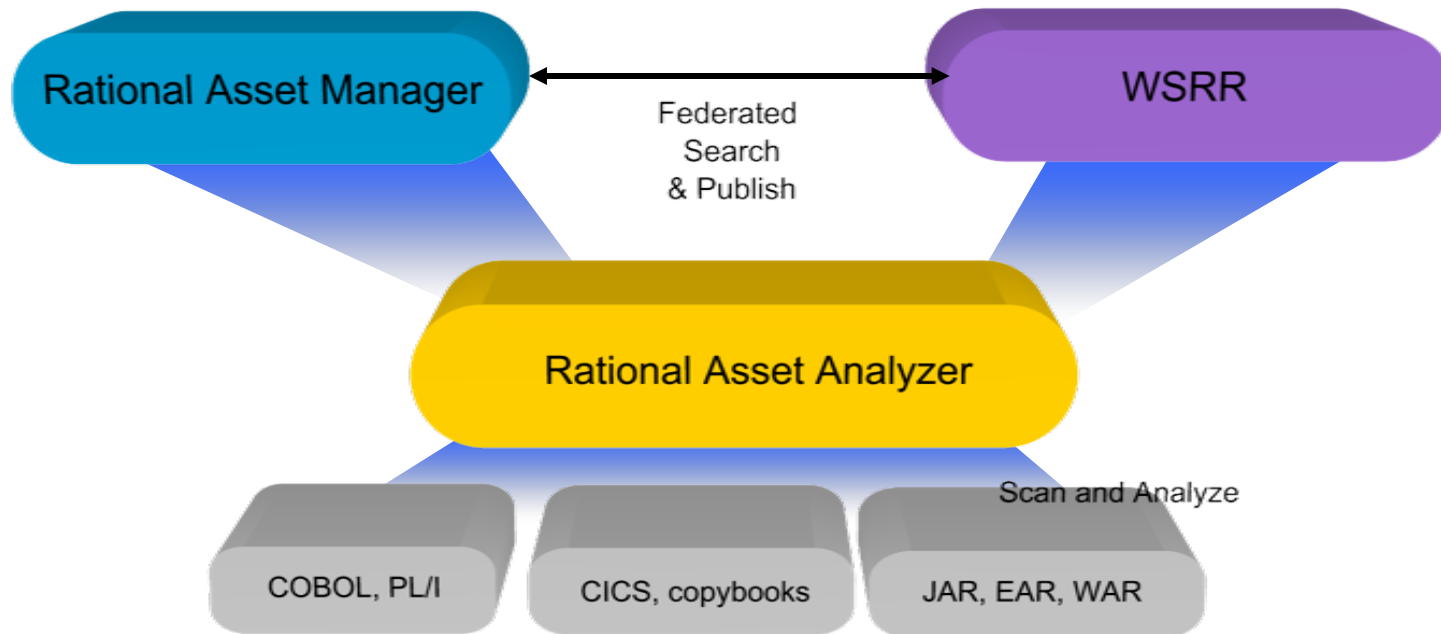 Rational Asset Manager
WSRR
Federated
Search
& Publish
Rational Asset Analyzer
Scan and Analyze
COBOL, PL/I
CICS, copybooks
JAR, EAR, WAR